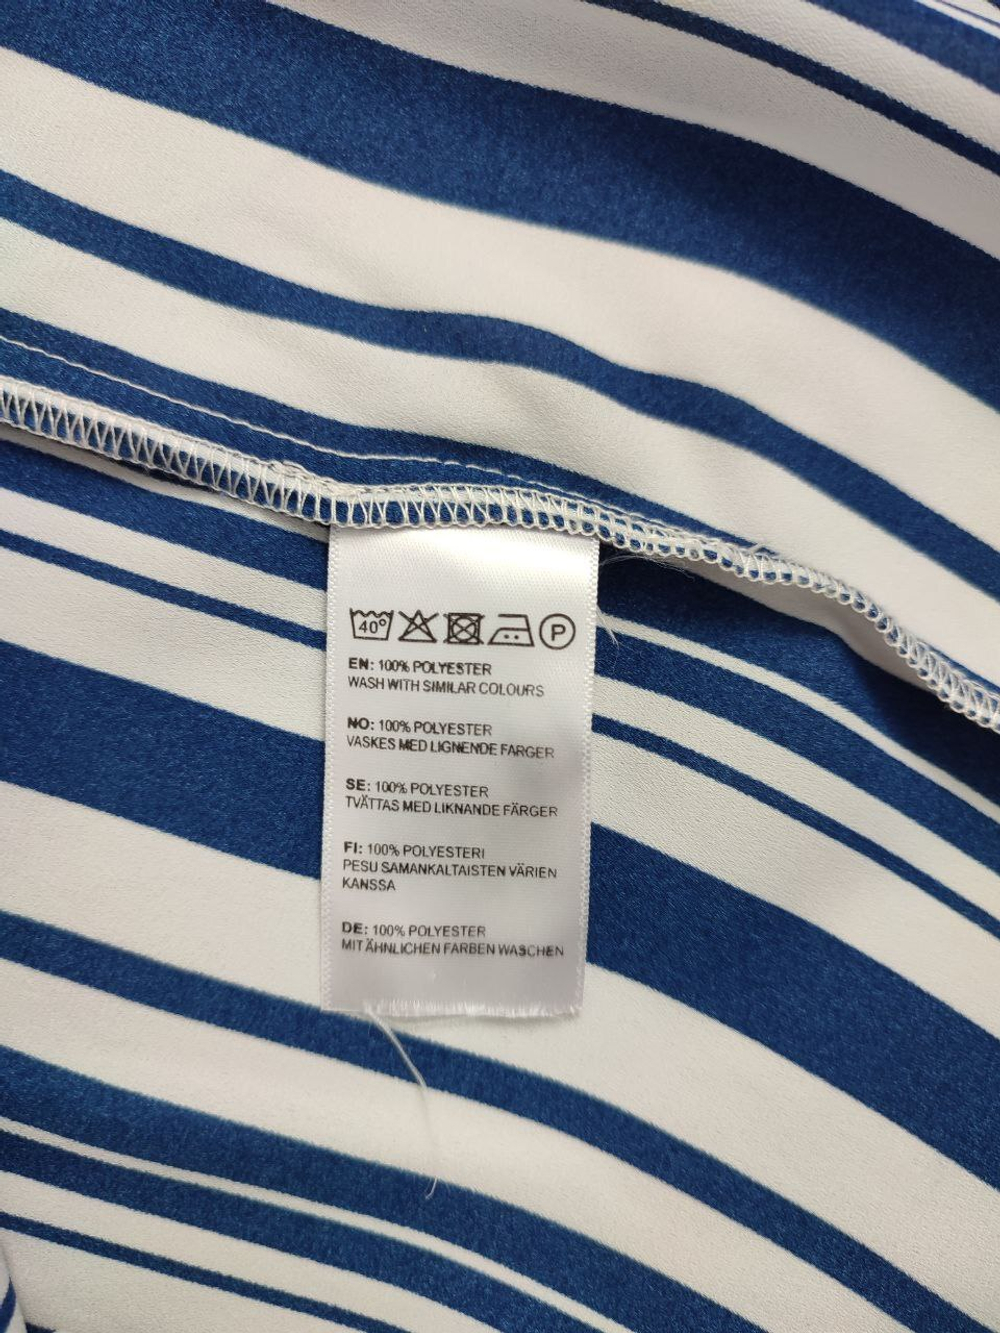 40° P
EN: 100% POLYESTER
WASH WITH SIMILAR COLOURS
NO: 100% POLYESTER
VASKES MED LIGNENDE FARGER
SE: 100% POLYESTER
TVÄTTAS MED LIKNANDE FÄRGER
FI: 100% POLYESTERI
PESU SAMANKALTAISTEN VÄRIEN
KANSSA
DE: 100% POLYESTER
MIT ÄHNLICHEN FARBEN WASCHEN